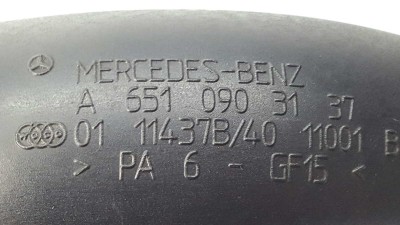 MERCEDES-BENZ
A 651 090 31 37
01 11437B/40 11001 B
> PA 6 - GF15 <